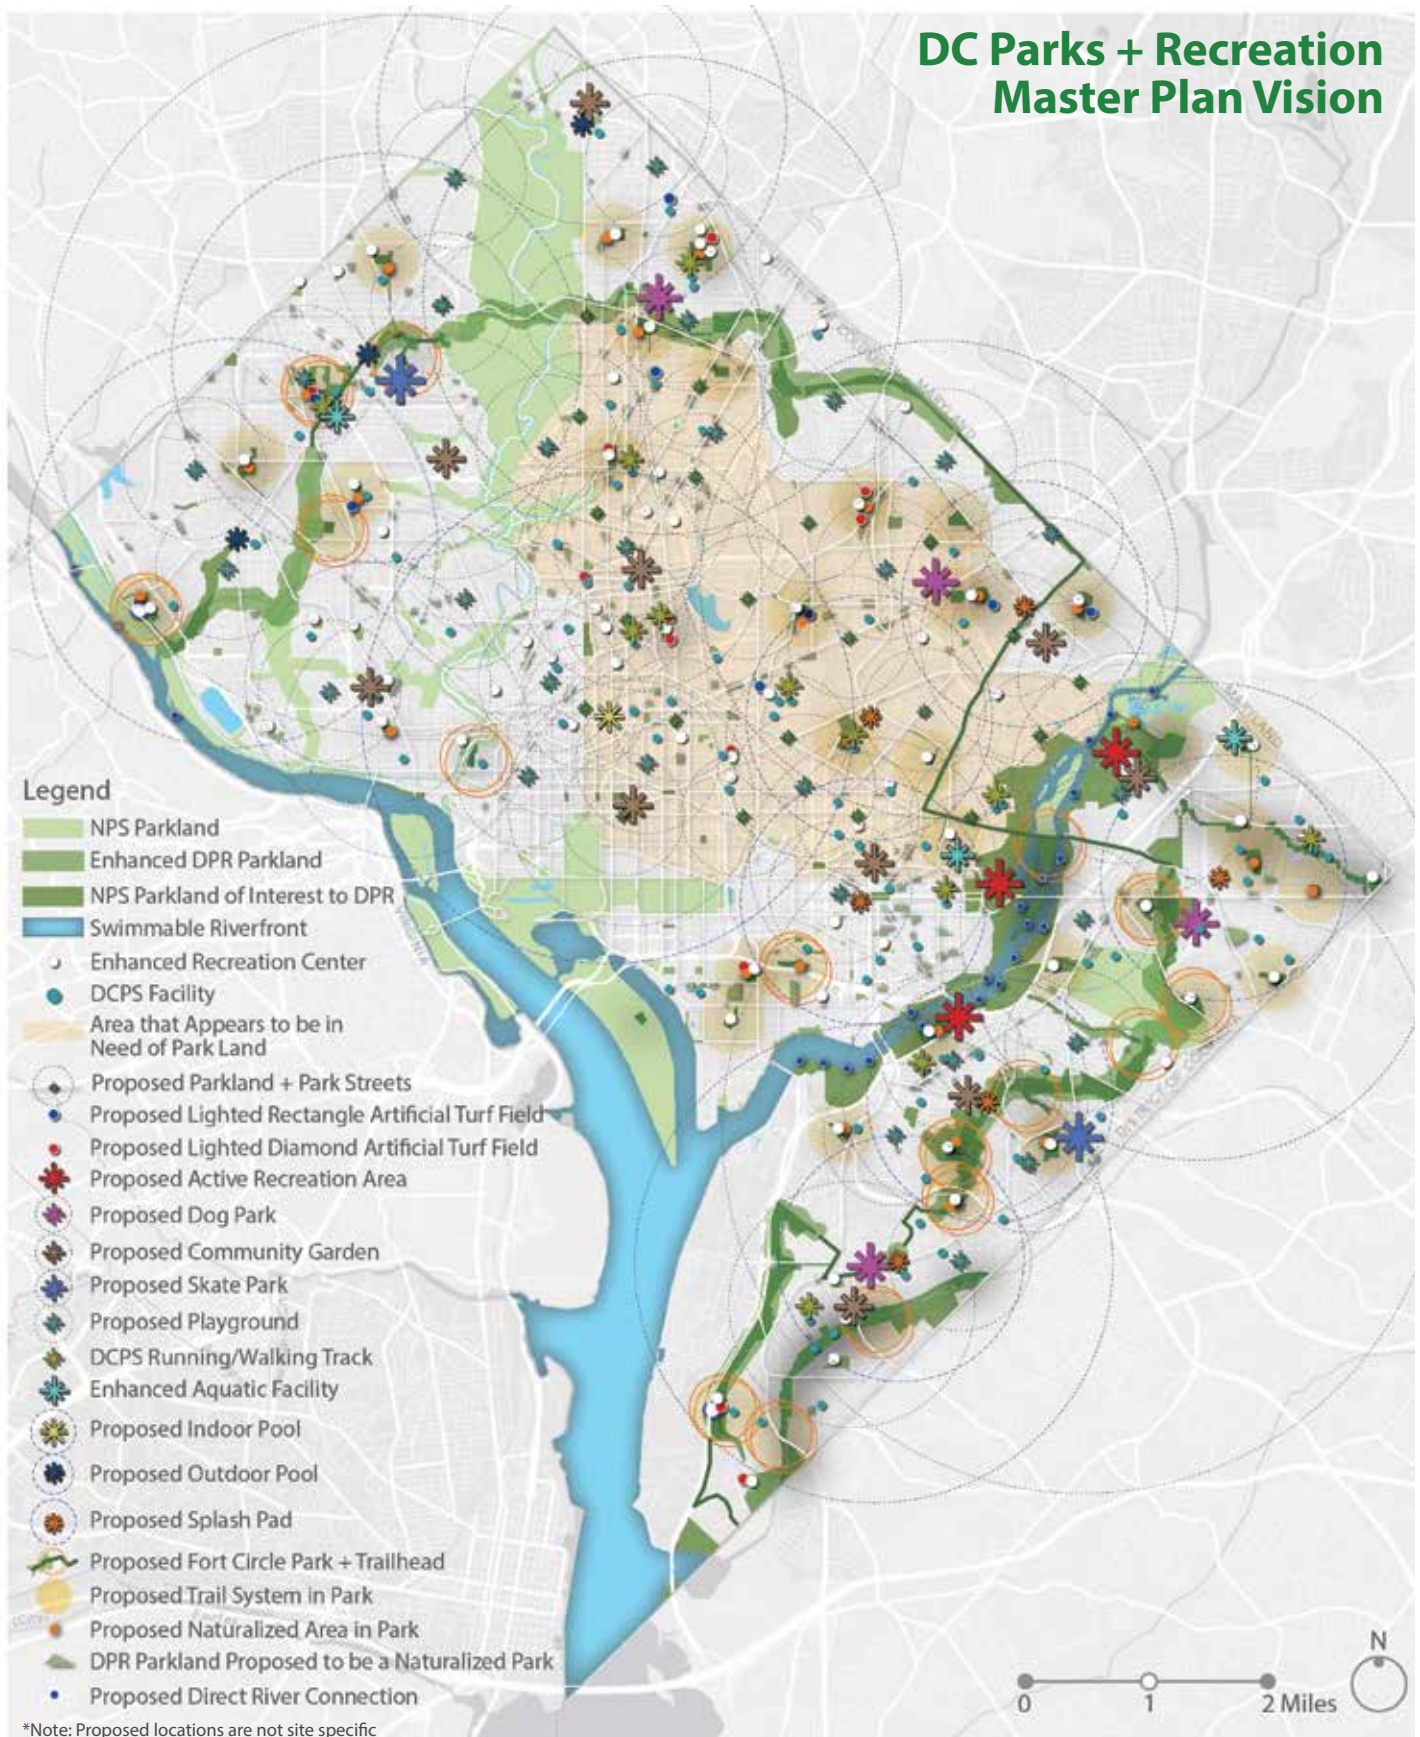 DC Parks + Recreation
Master Plan Vision
MARYLAND
MARYLAND
VIRGINIA
Legend
NPS Parkland
Enhanced DPR Parkland
NPS Parkland of Interest to DPR
Swimmable Riverfront
Enhanced Recreation Center
DCPS Facility
Area that Appears to be in
Need of Park Land
Proposed Parkland + Park Streets
Proposed Lighted Rectangle Artificial Turf Field
Proposed Lighted Diamond Artificial Turf Field
Proposed Active Recreation Area
Proposed Dog Park
Proposed Community Garden
Proposed Skate Park
Proposed Playground
DCPS Running/Walking Track
Enhanced Aquatic Facility
Proposed Indoor Pool
Proposed Outdoor Pool
Proposed Splash Pad
Proposed Fort Circle Park + Trailhead
Proposed Trail System in Park
Proposed Naturalized Area in Park
DPR Parkland Proposed to be a Naturalized Park
Proposed Direct River Connection
*Note: Proposed locations are not site specific
N
0 1 2 Miles